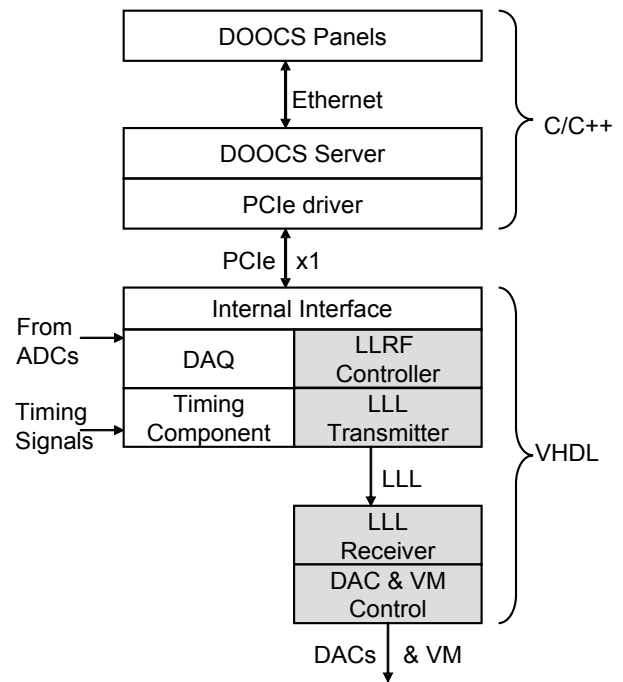 DOOCS Panels
Ethernet
C/C++
DOOCS Server
PCIe driver
PCIe x1
Internal Interface
From
ADCs
DAQ
LLRF
Controller
Timing
Signals
Timing
Component
LLL
Transmitter
VHDL
LLL
LLL
Receiver
DAC & VM
Control
DACs & VM